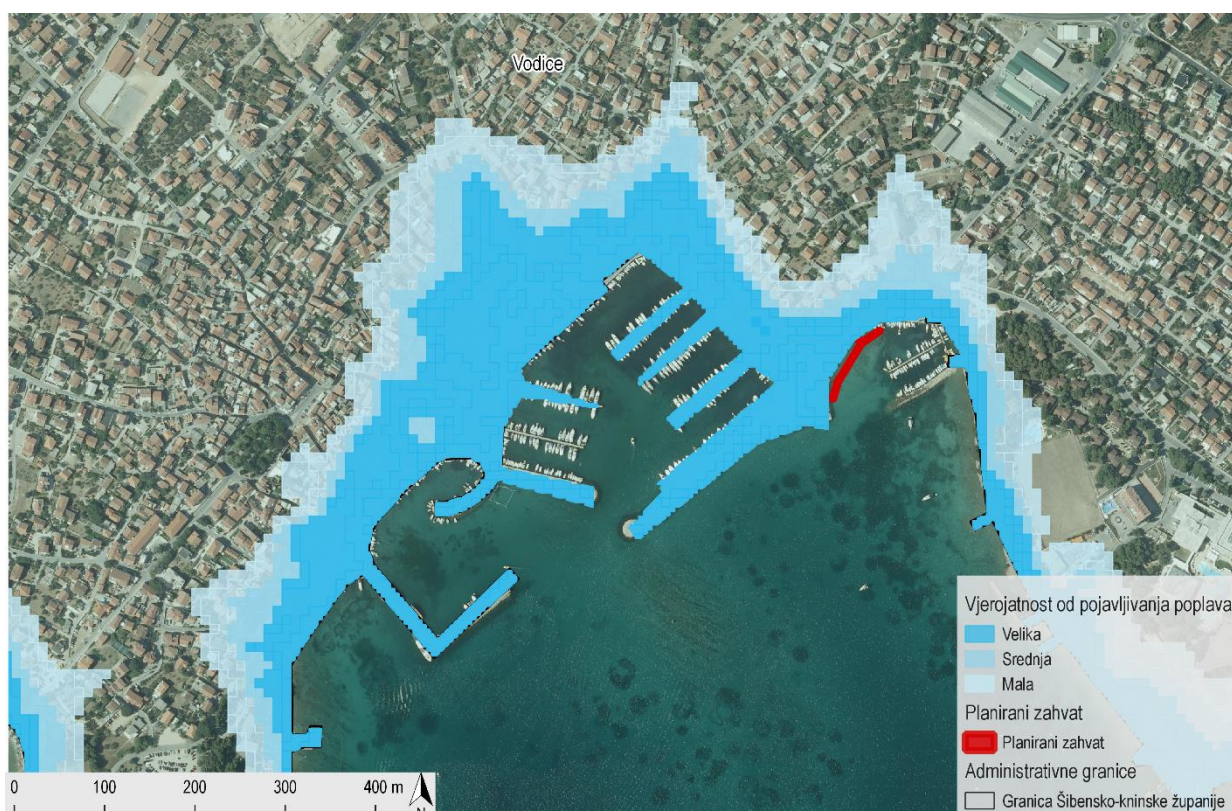 Vodice
Vjerojatnost od pojavljivanja poplava
Velika
Srednja
Mala
Planirani zahvat
Planirani zahvat
Administrativne granice
Granica Šibensko-kninske županije
0 100 200 300 400 m
N